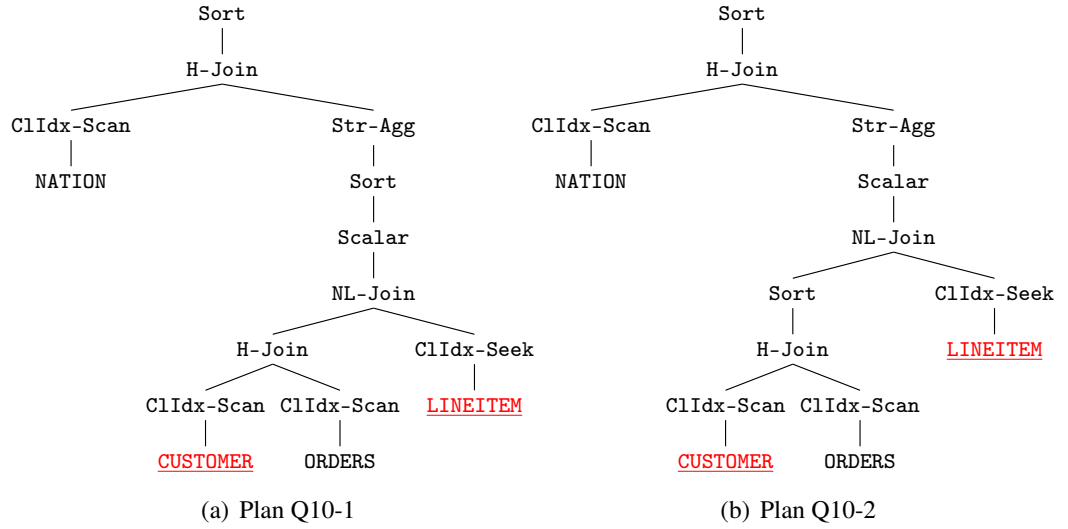 Sort
H-Join
ClIdx-Scan Str-Agg
NATION Sort
Scalar
NL-Join
H-Join ClIdx-Seek
ClIdx-Scan ClIdx-Scan LINEITEM
CUSTOMER ORDERS
(a) Plan Q10-1
Sort
H-Join
ClIdx-Scan Str-Agg
NATION Scalar
NL-Join
Sort ClIdx-Seek
H-Join LINEITEM
ClIdx-Scan ClIdx-Scan
CUSTOMER ORDERS
(b) Plan Q10-2